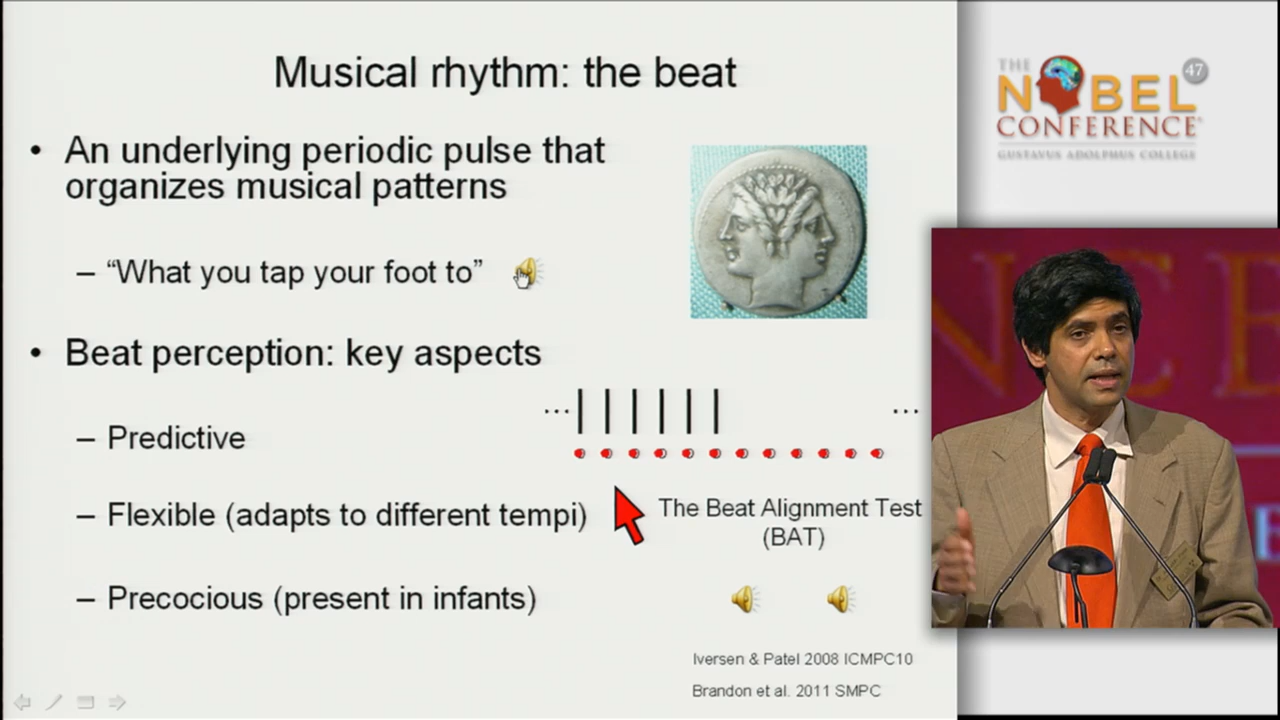 Musical rhythm: the beat
• An underlying periodic pulse that
organizes musical patterns
– “What you tap your foot to”
• Beat perception: key aspects
... ...
– Predictive
– Flexible (adapts to different tempi)
The Beat Alignment Test
(BAT)
– Precocious (present in infants)
Iversen & Patel 2008 ICMPC10
Brandon et al. 2011 SMPC
THE
NOBEL
47
CONFERENCE
GUSTAVUS ADOLPHUS COLLEGE